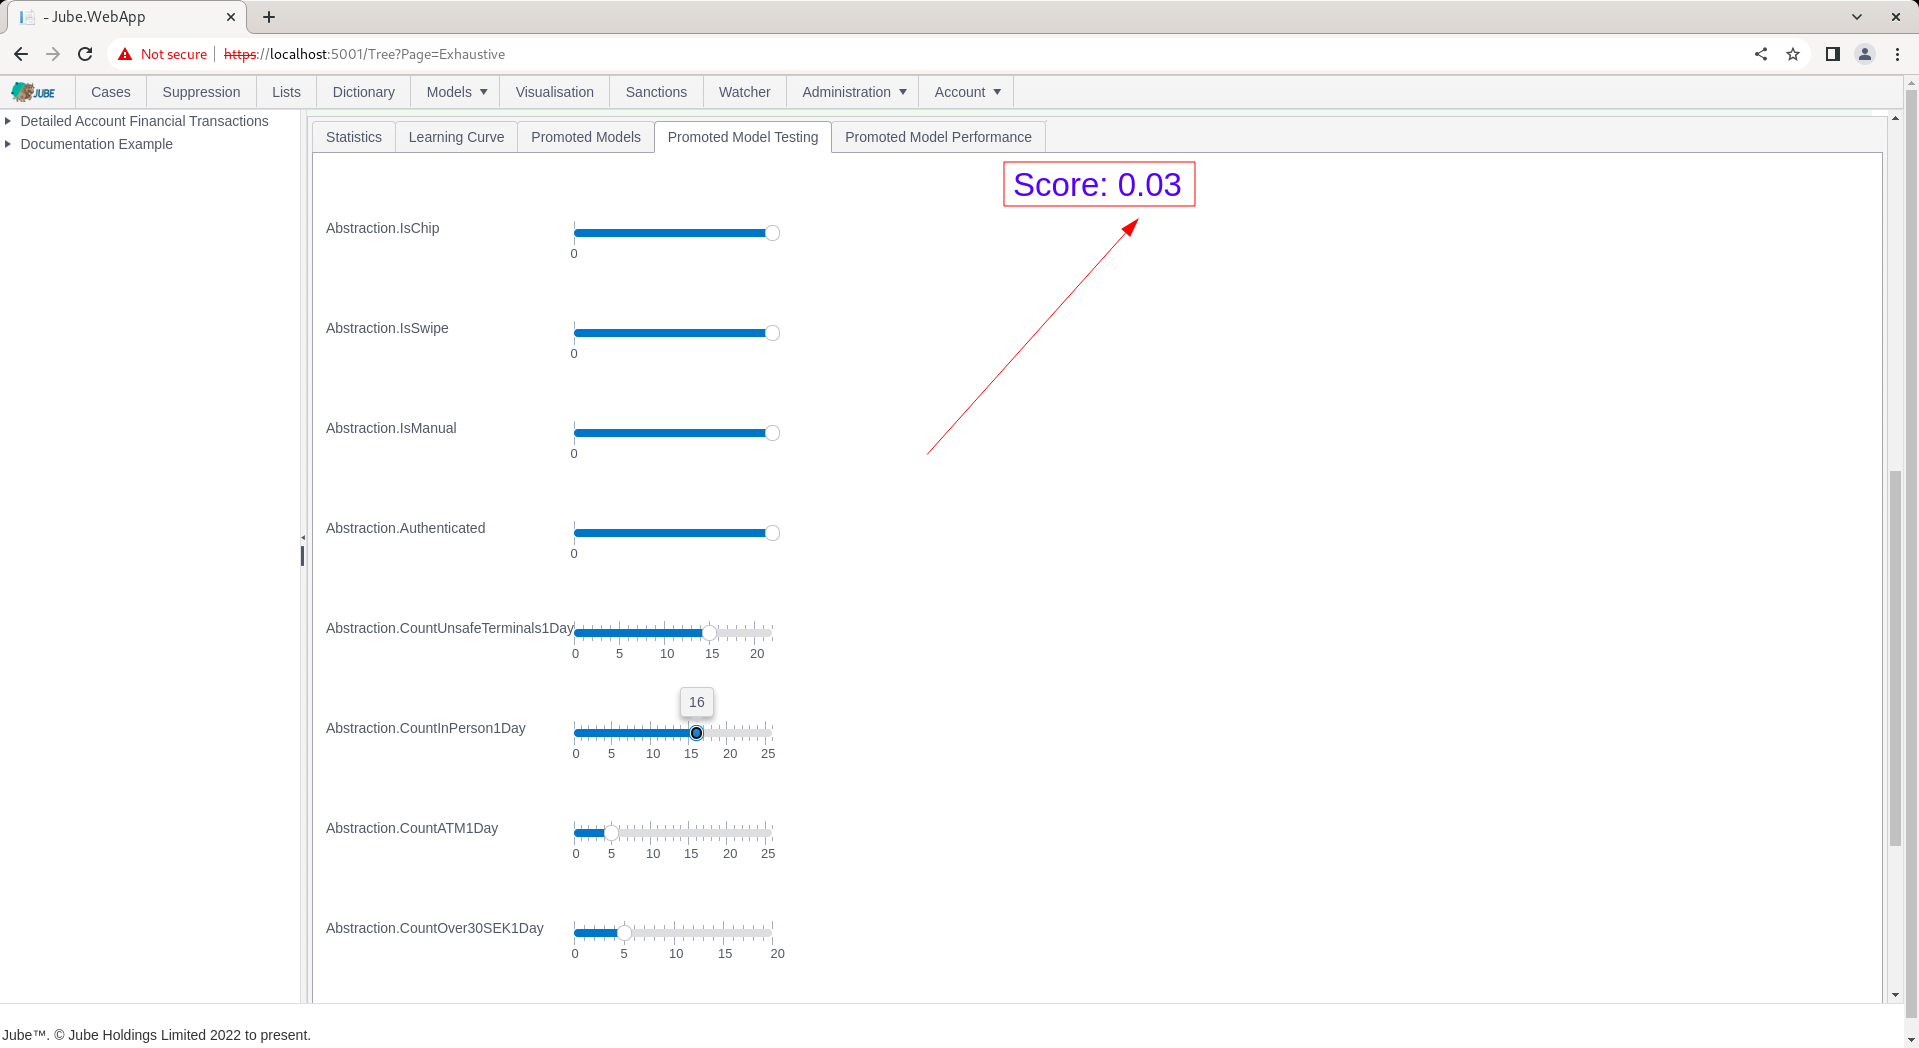 - Jube.WebApp
Not secure https://localhost:5001/Tree?Page=Exhaustive
JUBE Cases Suppression Lists Dictionary Models Visualisation Sanctions Watcher Administration Account
Detailed Account Financial Transactions
Documentation Example
Statistics Learning Curve Promoted Models Promoted Model Testing Promoted Model Performance
Score: 0.03
Abstraction.IsChip
0
Abstraction.IsSwipe
0
Abstraction.IsManual
0
Abstraction.Authenticated
0
Abstraction.CountUnsafeTerminals1Day
0 5 10 15 20
16
Abstraction.CountInPerson1Day
0 5 10 15 20 25
Abstraction.CountATM1Day
0 5 10 15 20 25
Abstraction.CountOver30SEK1Day
0 5 10 15 20
Jube™. © Jube Holdings Limited 2022 to present.